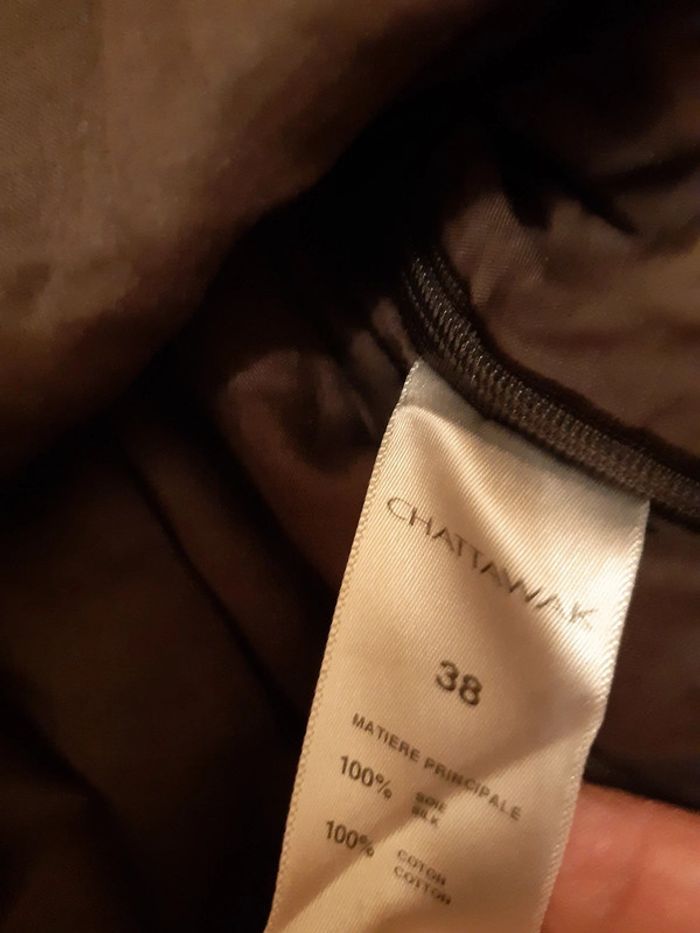 CHATTAWAK
38
MATIERE PRINCIPALE
100% SOIE
SILK
100% COTON
COTTON